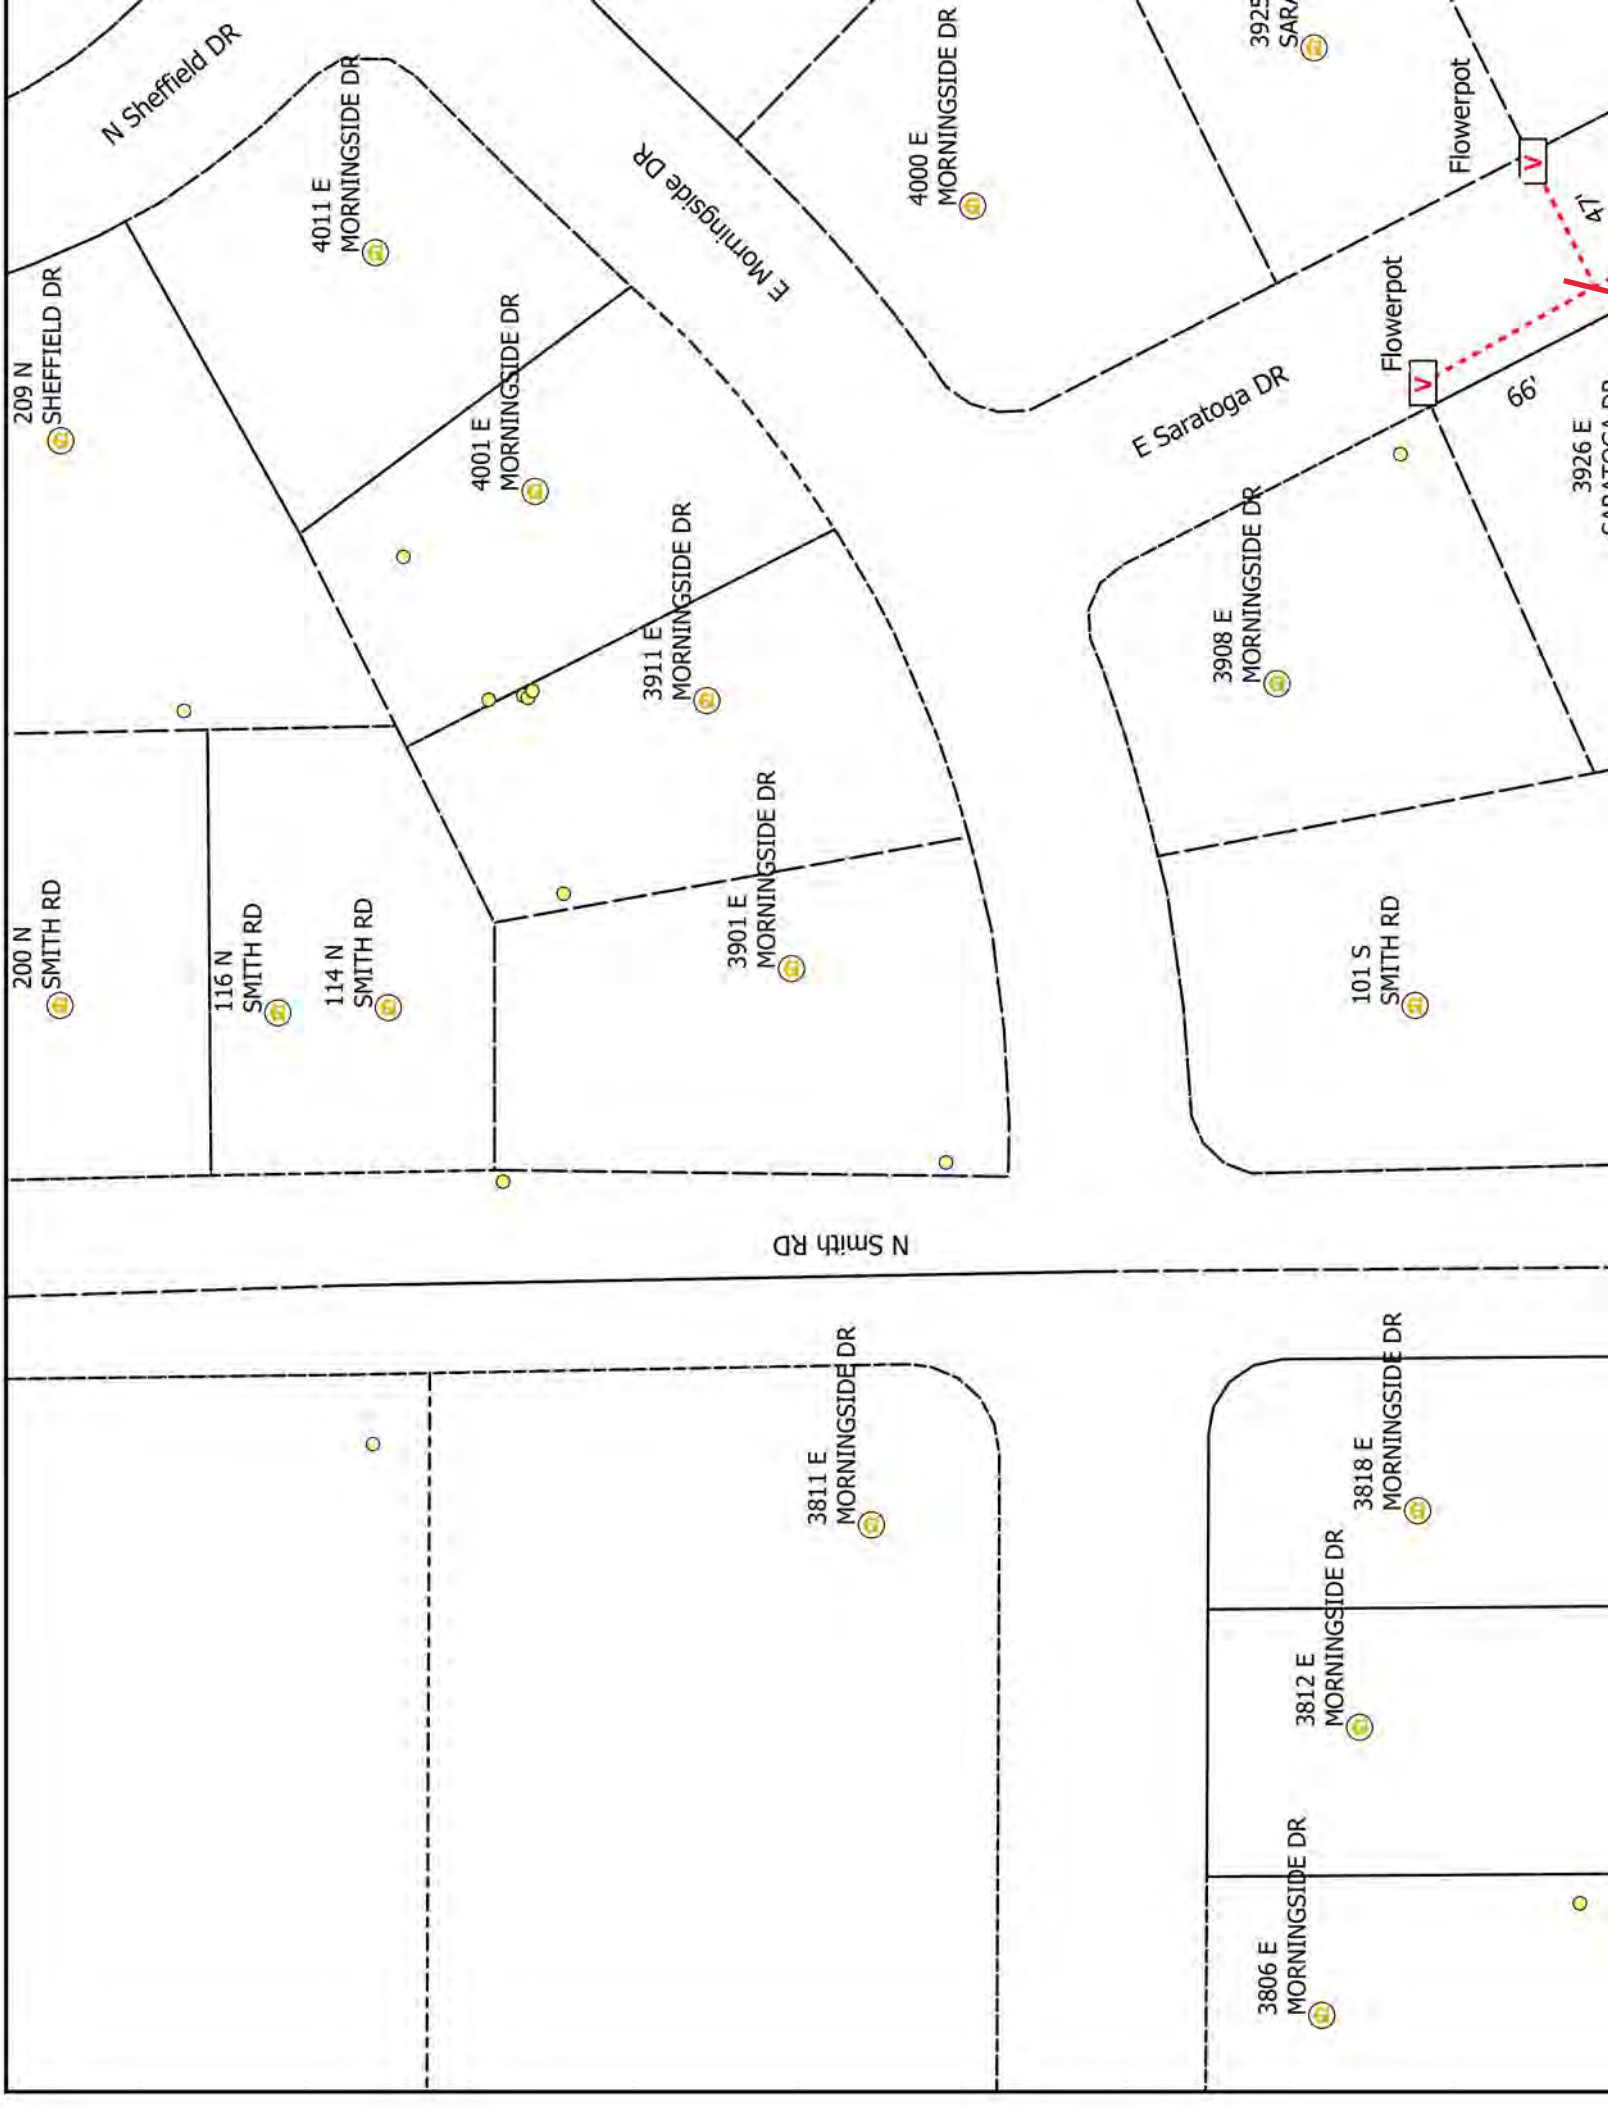 N Sheffield DR
209 N
SHEFFIELD DR
4011 E
MORNINGSIDE DR
4001 E
MORNINGSIDE DR
3911 E
MORNINGSIDE DR
3901 E
MORNINGSIDE DR
E Morningside DR
4000 E
MORNINGSIDE DR
3925
Flowerpot
V
47'
Flowerpot
V
66'
E Saratoga DR
3926 E
SARATOGA DR
3908 E
MORNINGSIDE DR
101 S
SMITH RD
200 N
SMITH RD
116 N
SMITH RD
114 N
SMITH RD
N Smith RD
3811 E
MORNINGSIDE DR
3818 E
MORNINGSIDE DR
3812 E
MORNINGSIDE DR
3806 E
MORNINGSIDE DR